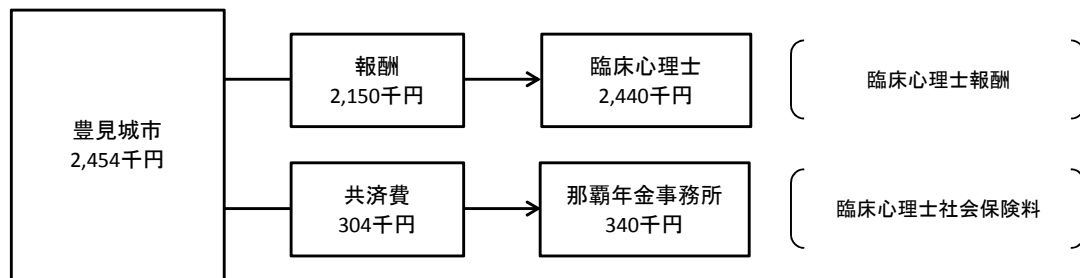 豊見城市
2,454千円
報酬
2,150千円
臨床心理士
2,440千円
臨床心理士報酬
共済費
304千円
那覇年金事務所
340千円
臨床心理士社会保険料